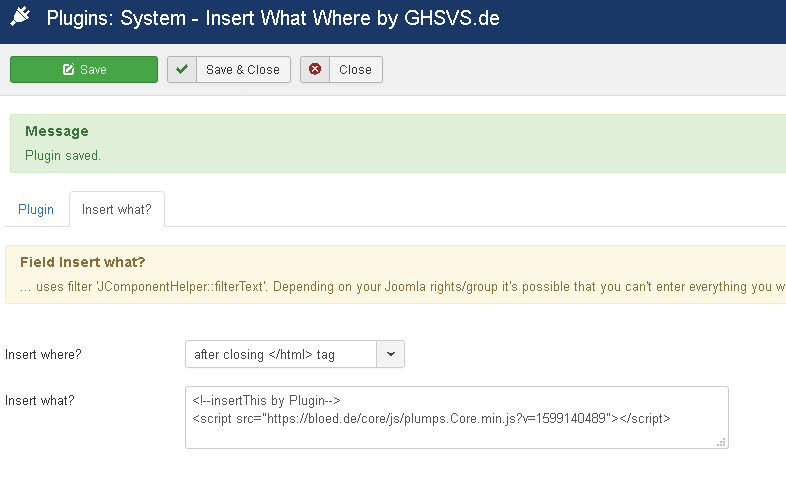 Plugins: System - Insert What Where by GHSVS.de
Save
Save & Close
Close
Message
Plugin saved.
Plugin
Insert what?
Field Insert what?
... uses filter 'JComponentHelper::filterText'. Depending on your Joomla rights/group it's possible that you can't enter everything you w
Insert where?
after closing </html> tag
Insert what?
<!--insertThis by Plugin-->
<script src="https://bloed.de/core/js/plumps.Core.min.js?v=1599140489"></script>